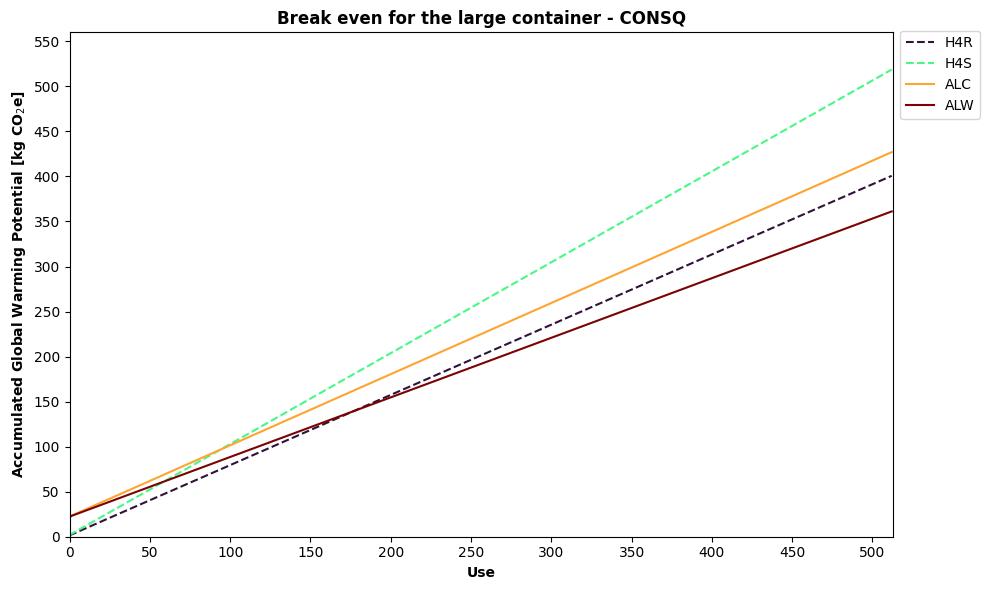 Break even for the large container - CONSQ
H4R
H4S
ALC
ALW
Accumulated Global Warming Potential [kg CO₂e]
550
500
450
400
350
300
250
200
150
100
50
0
0 50 100 150 200 250 300 350 400 450 500
Use